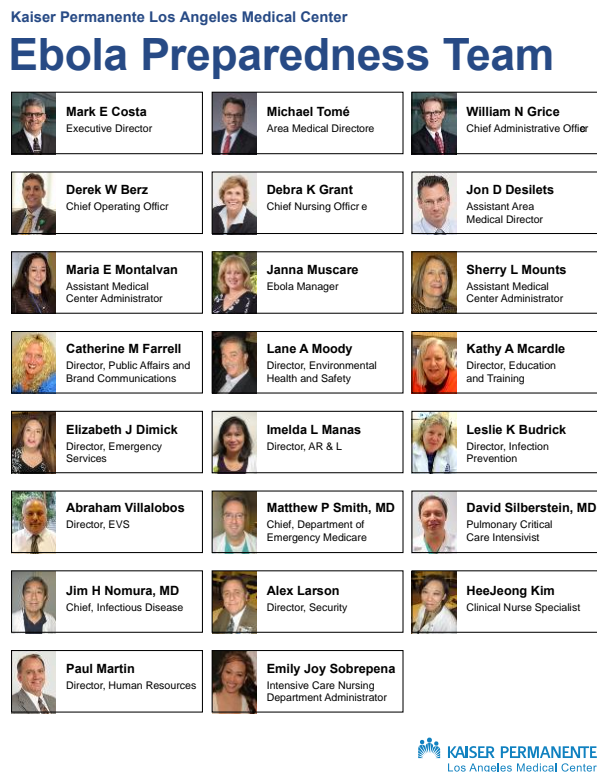 Kaiser Permanente Los Angeles Medical Center
Ebola Preparedness Team
Mark E Costa
Executive Director
Michael Tomé
Area Medical Directore
William N Grice
Chief Administrative Offier
Derek W Berz
Chief Operating Officr
Debra K Grant
Chief Nursing Officr e
Jon D Desilets
Assistant Area
Medical Director
Maria E Montalvan
Assistant Medical
Center Administrator
Janna Muscare
Ebola Manager
Sherry L Mounts
Assistant Medical
Center Administrator
Catherine M Farrell
Director, Public Affairs and
Brand Communications
Lane A Moody
Director, Environmental
Health and Safety
Kathy A Mcardle
Director, Education
and Training
Elizabeth J Dimick
Director, Emergency
Services
Imelda L Manas
Director, AR & L
Leslie K Budrick
Director, Infection
Prevention
Abraham Villalobos
Director, EVS
Matthew P Smith, MD
Chief, Department of
Emergency Medicare
David Silberstein, MD
Pulmonary Critical
Care Intensivist
Jim H Nomura, MD
Chief, Infectious Disease
Alex Larson
Director, Security
HeeJeong Kim
Clinical Nurse Specialist
Paul Martin
Director, Human Resources
Emily Joy Sobrepena
Intensive Care Nursing
Department Administrator
KAISER PERMANENTE
Los Angeles Medical Center